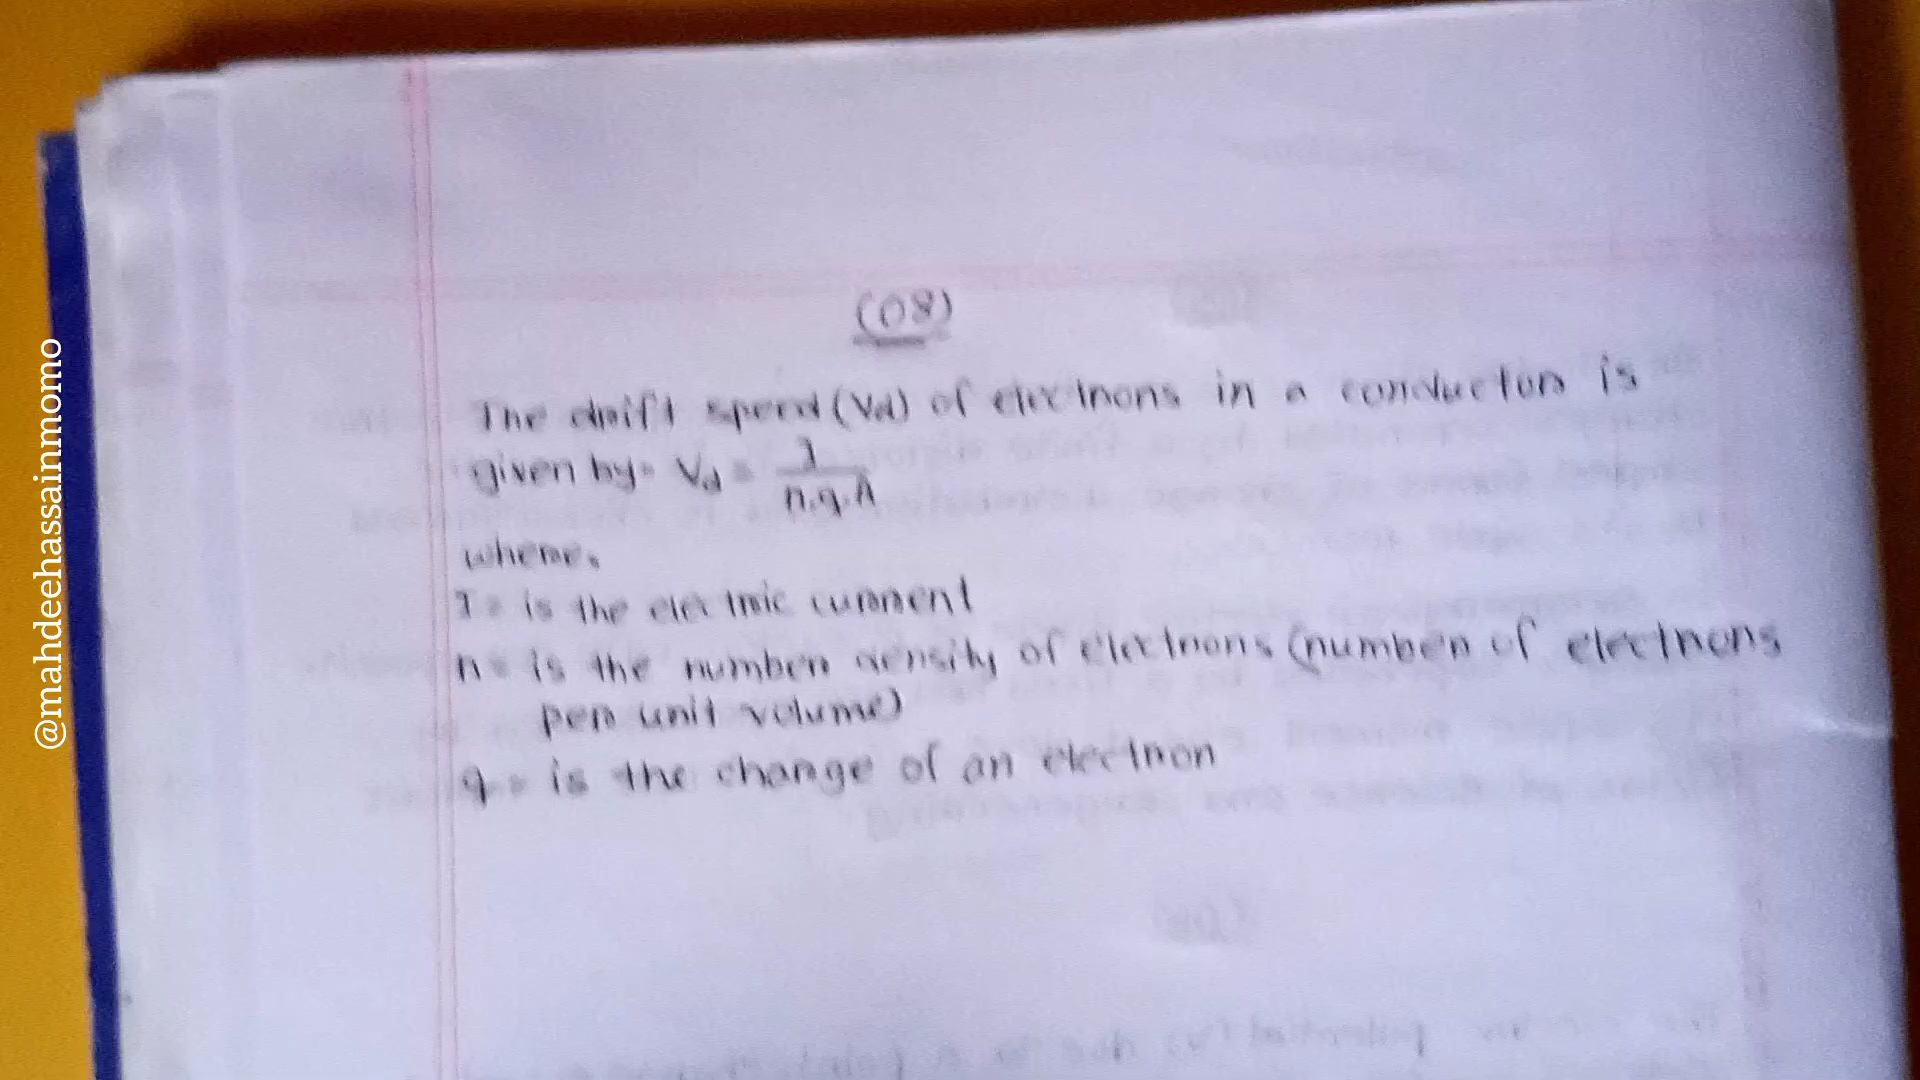 (08)
The drift speed (Vd) of electrons in a conductor is
given by= Vd = I / n.q.A
where,
I = is the electric current
n = is the number density of electrons (number of electrons
per unit volume)
q = is the charge of an electron
@mahdeehassainmomo